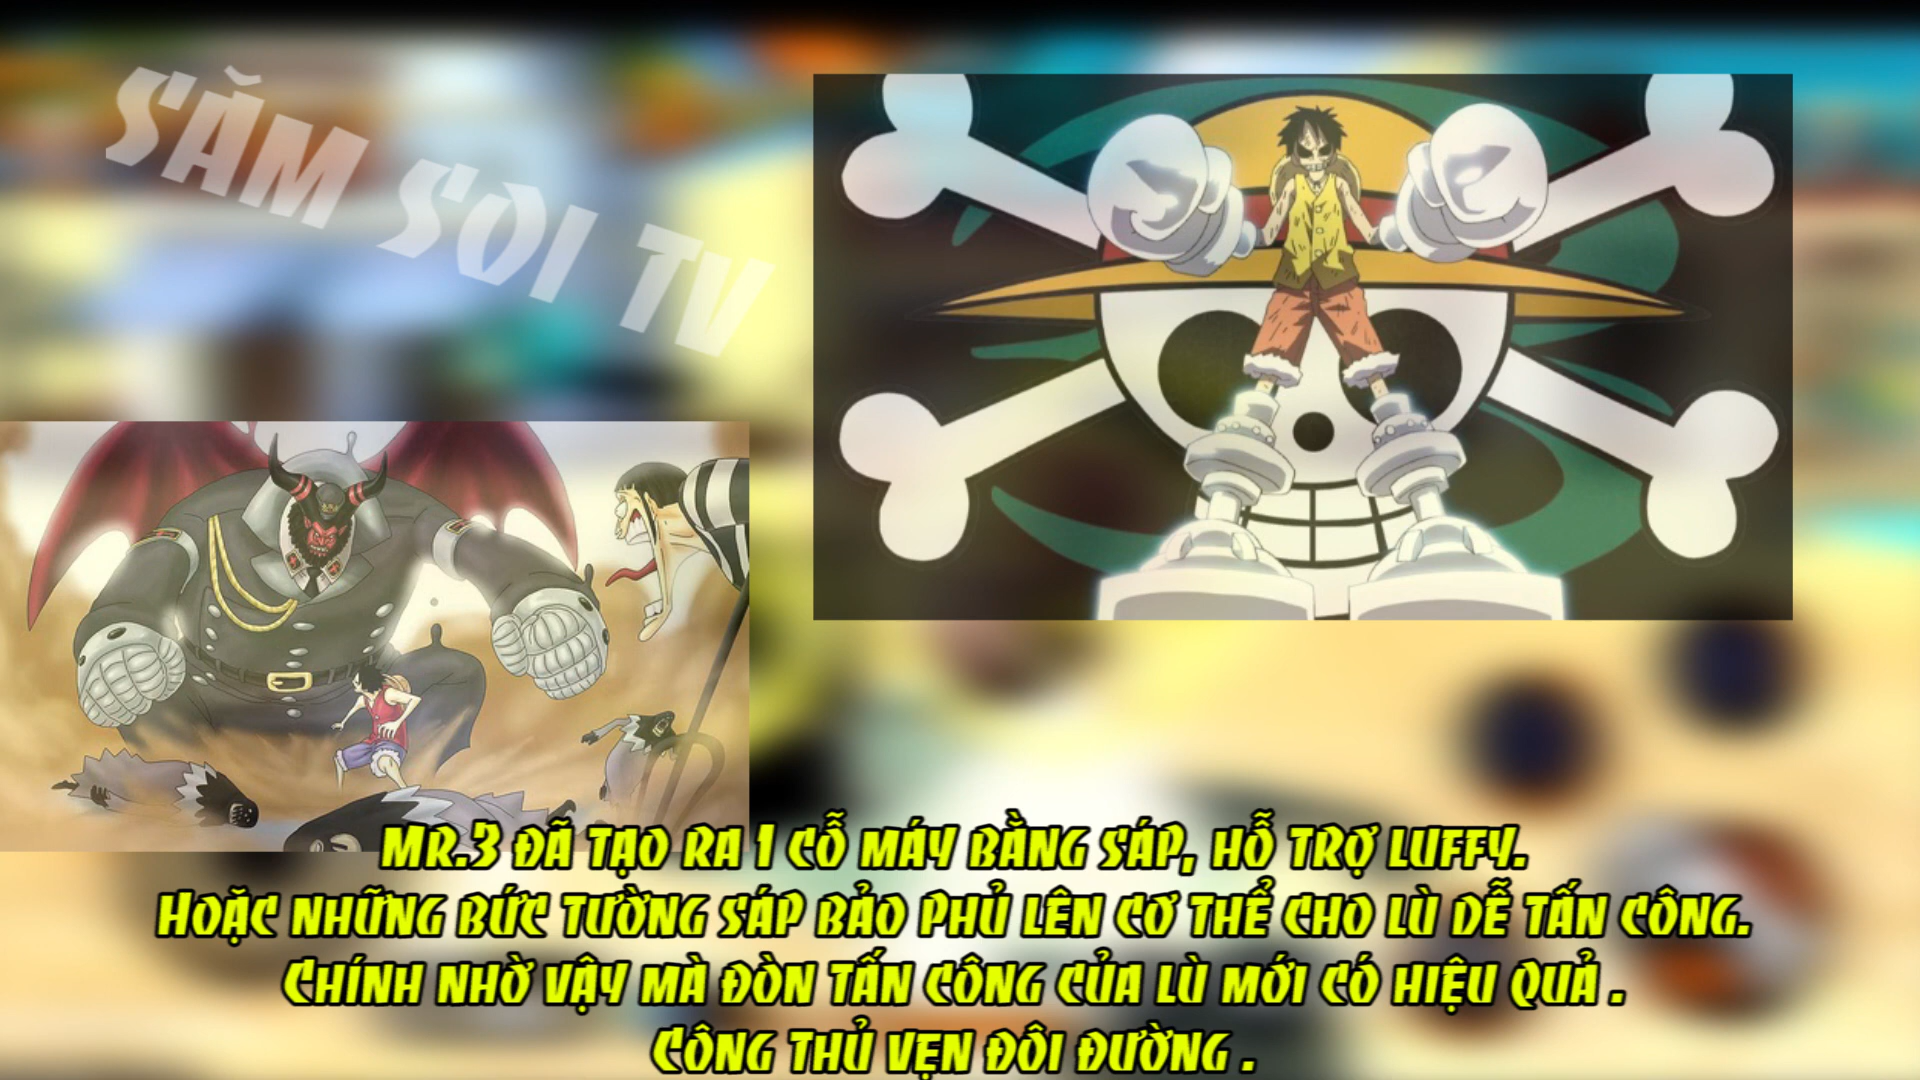 SĂM SOI TV
MR.3 ĐÃ TẠO RA 1 CỖ MÁY BẰNG SÁP, HỖ TRỢ LUFFY.
HOẶC NHỮNG BỨC TƯỜNG SÁP BẢO PHỦ LÊN CƠ THỂ CHO LÙ DỄ TẤN CÔNG.
CHÍNH NHỜ VẬY MÀ ĐÒN TẤN CÔNG CỦA LÙ MỚI CÓ HIỆU QUẢ .
CÔNG THỦ VẸN ĐÔI ĐƯỜNG .